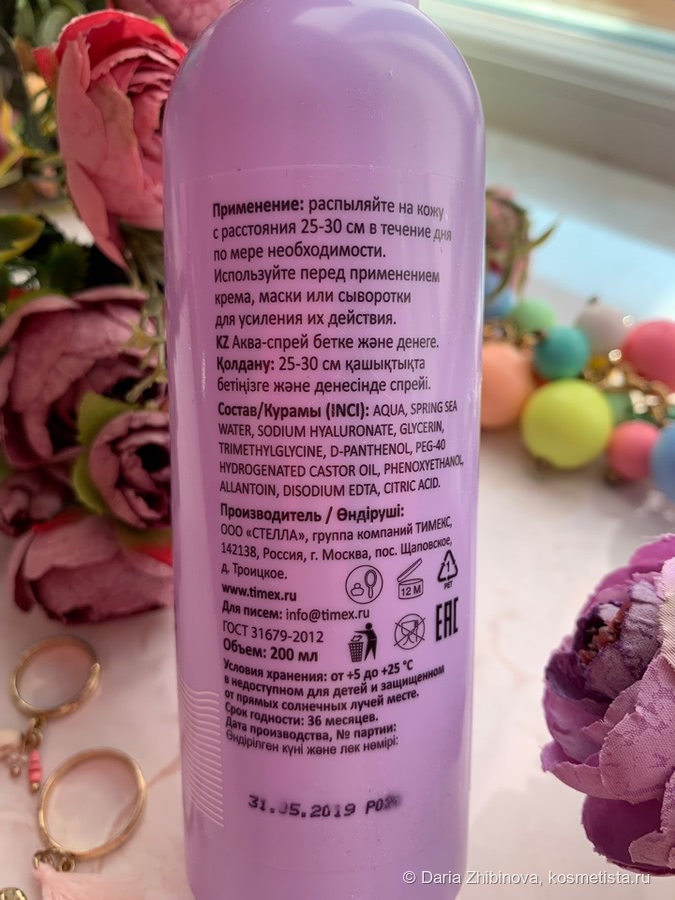 Применение: распыляйте на кожу
с расстояния 25-30 см в течение дня
по мере необходимости.
Используйте перед применением
крема, маски или сыворотки
для усиления их действия.
KZ Аква-спрей бетке және денеге.
Қолдану: 25-30 см қашықтықта
бетіңізге және денесінде спрейі.
Состав/Курамы (INCI): AQUA, SPRING SEA
WATER, SODIUM HYALURONATE, GLYCERIN,
TRIMETHYLGLYCINE, D-PANTHENOL, PEG-40
HYDROGENATED CASTOR OIL, PHENOXYETHANOL,
ALLANTOIN, DISODIUM EDTA, CITRIC ACID.
Производитель / Өндіруші:
ООО «СТЕЛЛА», группа компаний ТИМЕКС,
142138, Россия, г. Москва, пос. Щаповское,
д. Троицкое.
www.timex.ru
Для писем: info@timex.ru
ГОСТ 31679-2012
Объем: 200 мл
12 M
1
PET
EAC
Условия хранения: от +5 до +25 °C
в недоступном для детей и защищенном
от прямых солнечных лучей месте.
Срок годности: 36 месяцев.
Дата производства, № партии:
Өндірілген күні және лек нөмірі:
31.05.2019
© Daria Zhibinova, kosmetista.ru